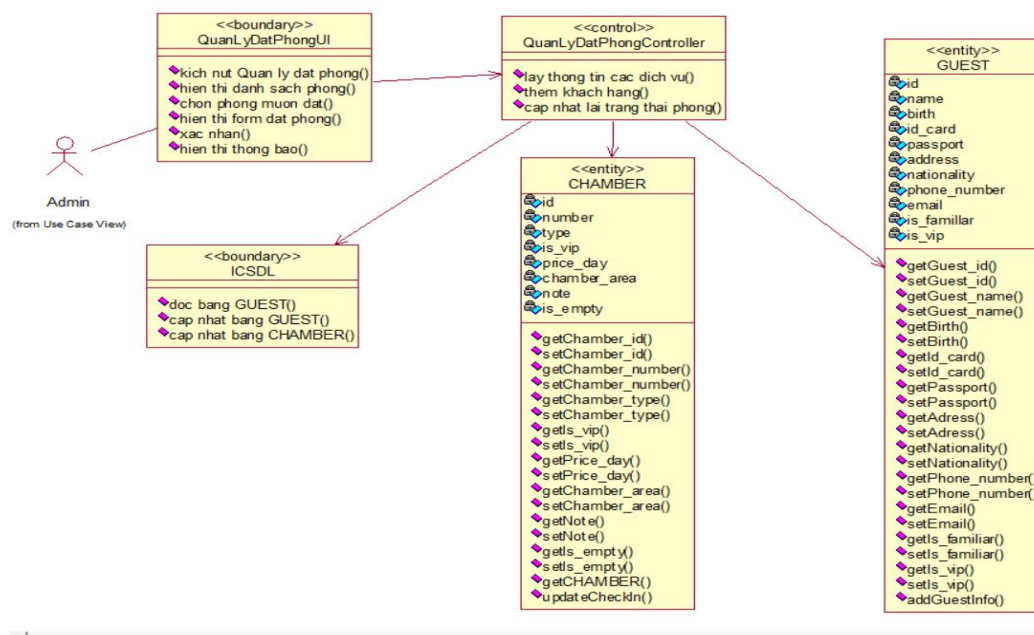 <<boundary>>
QuanLyDatPhongUI
kich nut Quan ly dat phong()
hien thi danh sach phong()
chon phong muon dat()
hien thi form dat phong()
xac nhan()
hien thi thong bao()
<<control>>
QuanLyDatPhongController
lay thong tin cac dich vu()
them khach hang()
cap nhat lai trang thai phong()
Admin
(from Use Case View)
<<boundary>>
ICSDL
doc bang GUEST()
cap nhat bang GUEST()
cap nhat bang CHAMBER()
<<entity>>
CHAMBER
id
number
type
is_vip
price_day
chamber_area
note
is_empty
getChamber_id()
setChamber_id()
getChamber_number()
setChamber_number()
getChamber_type()
setChamber_type()
getIs_vip()
setIs_vip()
getPrice_day()
setPrice_day()
getChamber_area()
setChamber_area()
getNote()
setNote()
getIs_empty()
setIs_empty()
getCHAMBER()
updateCheckIn()
<<entity>>
GUEST
id
name
birth
id_card
passport
address
nationality
phone_number
email
is_famillar
is_vip
getGuest_id()
setGuest_id()
getGuest_name()
setGuest_name()
getBirth()
setBirth()
getId_card()
setId_card()
getPassport()
setPassport()
getAdress()
setAdress()
getNationality()
setNationality()
getPhone_number()
setPhone_number()
getEmail()
setEmail()
getIs_familiar()
setIs_familiar()
getIs_vip()
setIs_vip()
addGuestInfo()